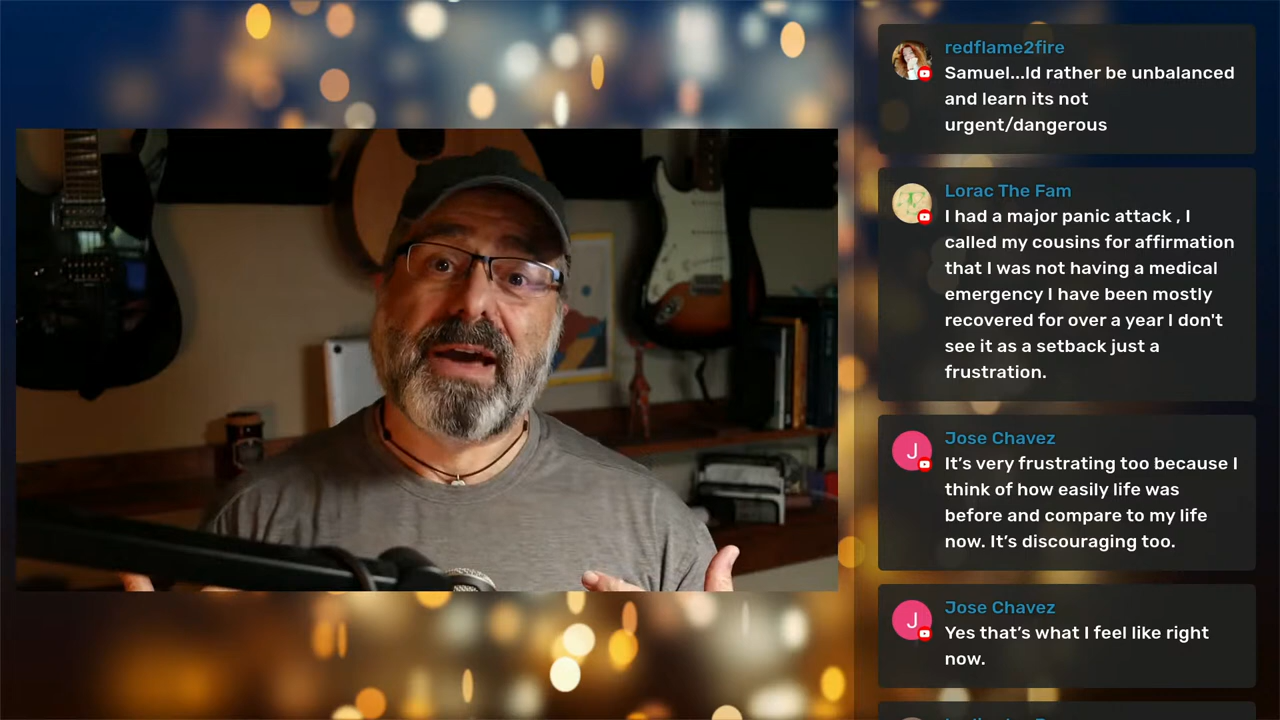 redflame2fire
Samuel...Id rather be unbalanced
and learn its not
urgent/dangerous
Lorac The Fam
I had a major panic attack , I
called my cousins for affirmation
that I was not having a medical
emergency I have been mostly
recovered for over a year I don't
see it as a setback just a
frustration.
Jose Chavez
J
It’s very frustrating too because I
think of how easily life was
before and compare to my life
now. It’s discouraging too.
Jose Chavez
J
Yes that’s what I feel like right
now.